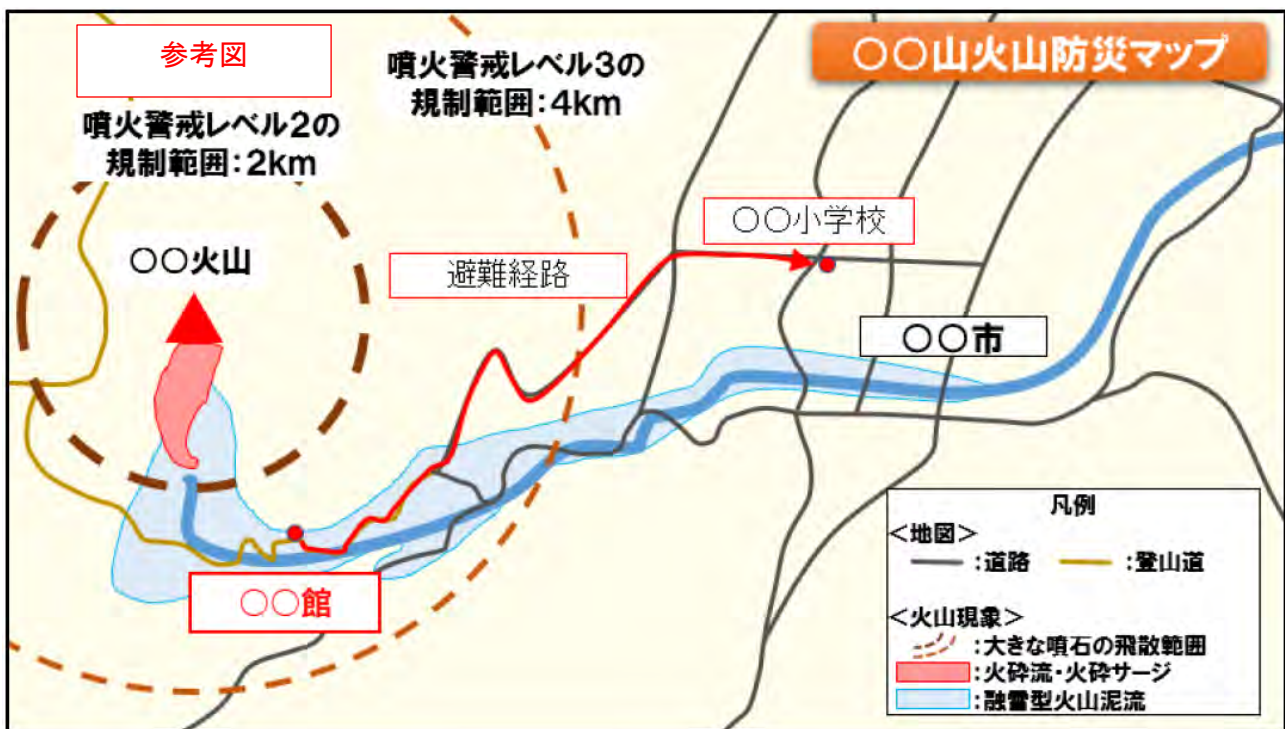 参考図
○○山火山防災マップ
噴火警戒レベル3の
規制範囲:4km
噴火警戒レベル2の
規制範囲:2km
○○火山
○○小学校
避難経路
○○市
○○館
凡例
<地図>
:道路
:登山道
<火山現象>
:大きな噴石の飛散範囲
:火砕流・火砕サージ
:融雪型火山泥流